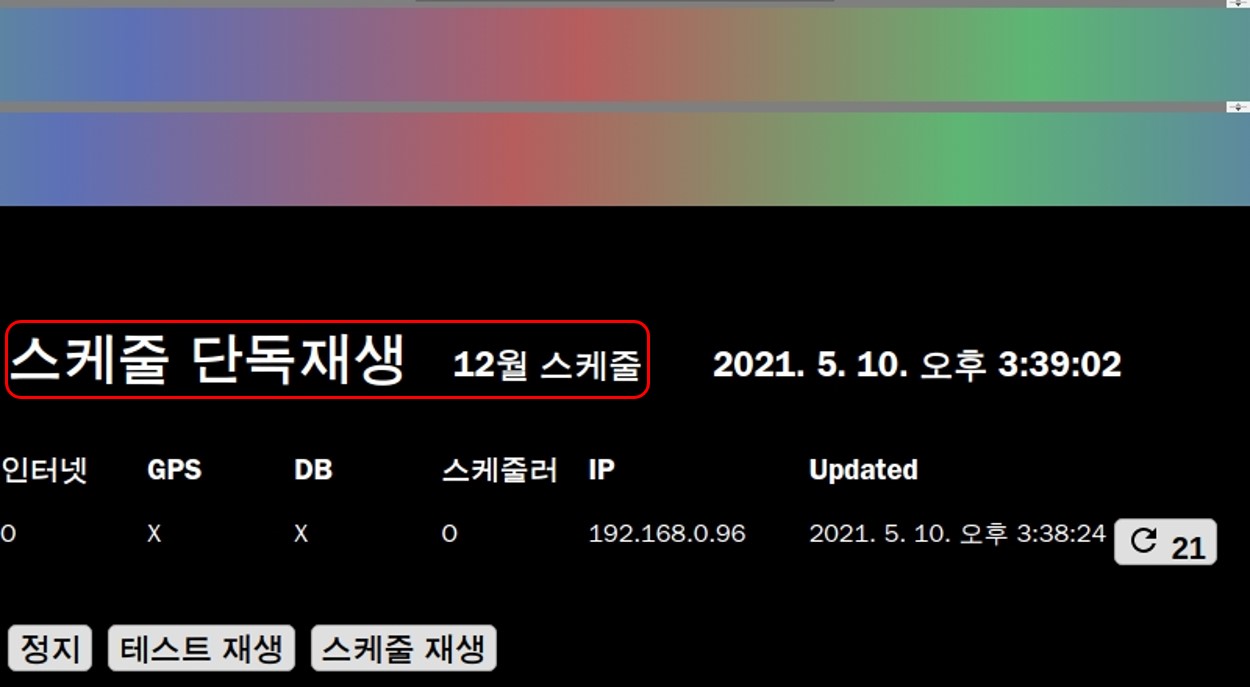 스케줄 단독재생 12월 스케줄 2021. 5. 10. 오후 3:39:02
인터넷 GPS DB 스케줄러 IP Updated
O X X O 192.168.0.96 2021. 5. 10. 오후 3:38:24 21
정지 테스트 재생 스케줄 재생